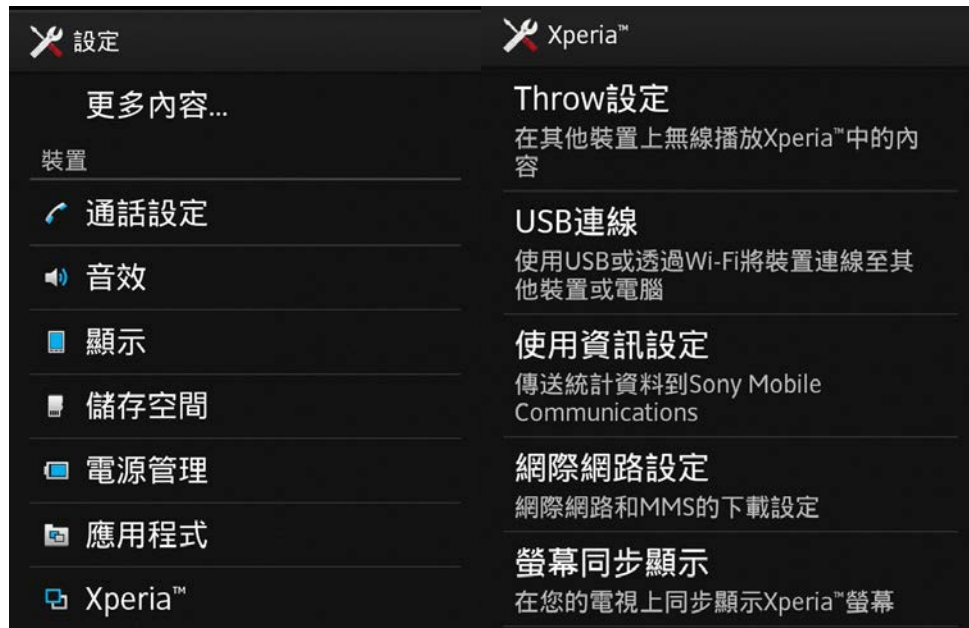 設定
更多內容...
裝置
通話設定
音效
顯示
儲存空間
電源管理
應用程式
Xperia™
Xperia™
Throw設定
在其他裝置上無線播放Xperia™中的內
容
USB連線
使用USB或透過Wi-Fi將裝置連線至其
他裝置或電腦
使用資訊設定
傳送統計資料到Sony Mobile
Communications
網際網路設定
網際網路和MMS的下載設定
螢幕同步顯示
在您的電視上同步顯示Xperia™螢幕